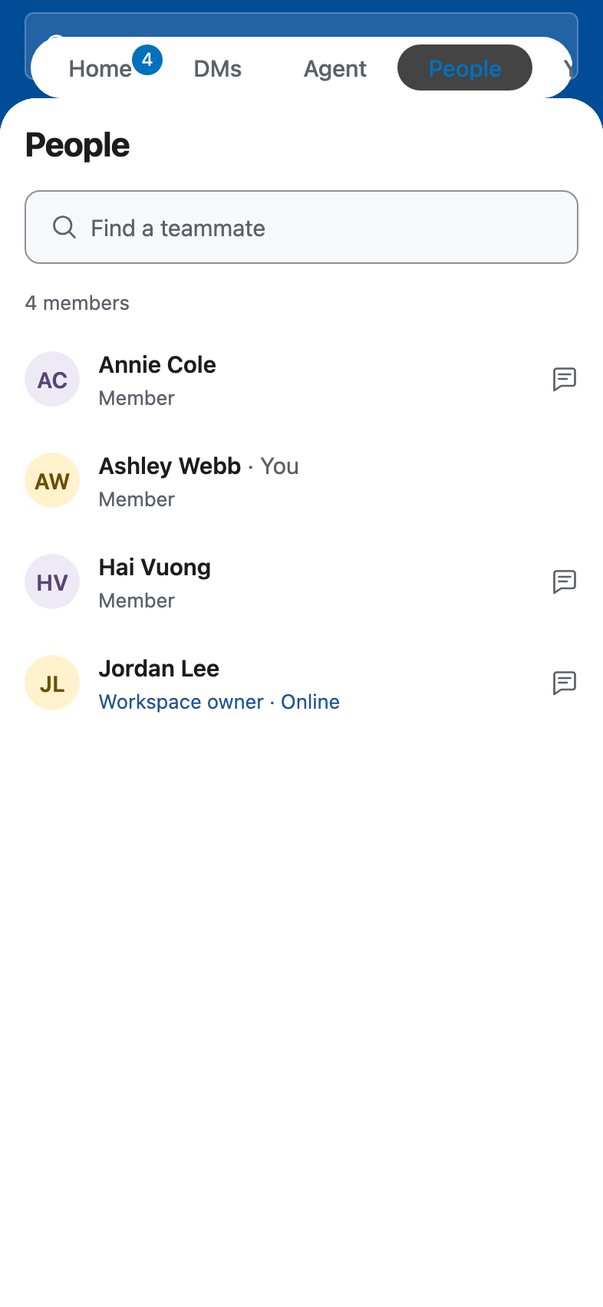 Home 4 DMs Agent People Y
People
Find a teammate
4 members
AC Annie Cole
Member
AW Ashley Webb · You
Member
HV Hai Vuong
Member
JL Jordan Lee
Workspace owner · Online